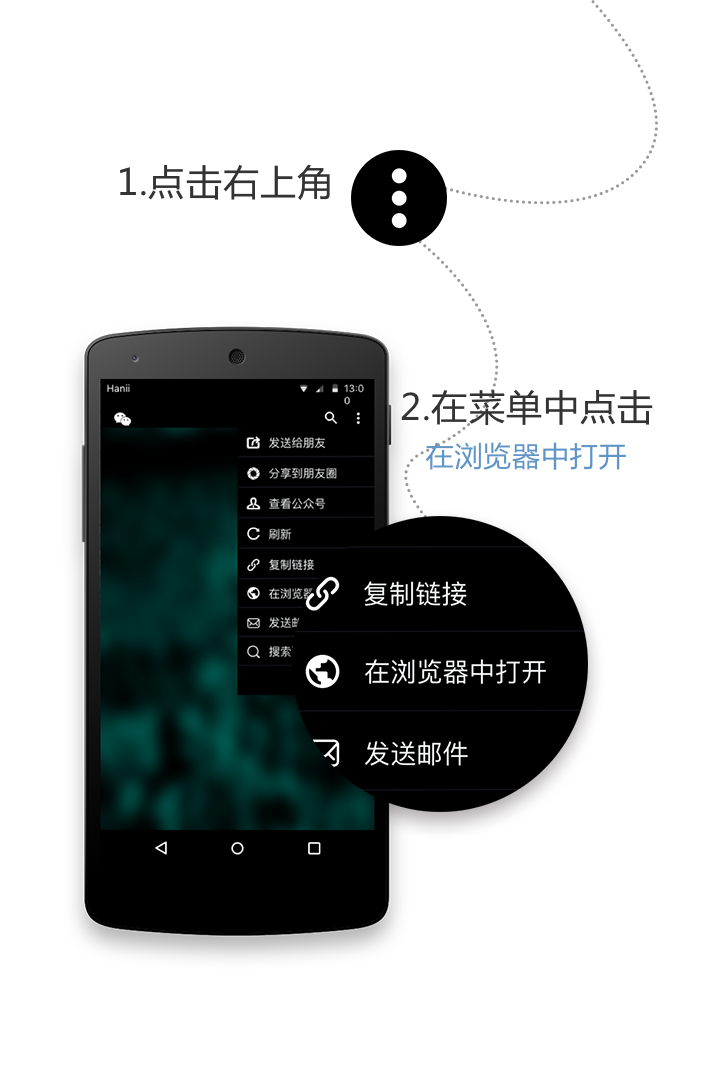 1.点击右上角
Hanii
13:0
0
2.在菜单中点击
在浏览器中打开
发送给朋友
分享到朋友圈
查看公众号
刷新
复制链接
在浏览器
发送邮
搜索
复制链接
在浏览器中打开
发送邮件